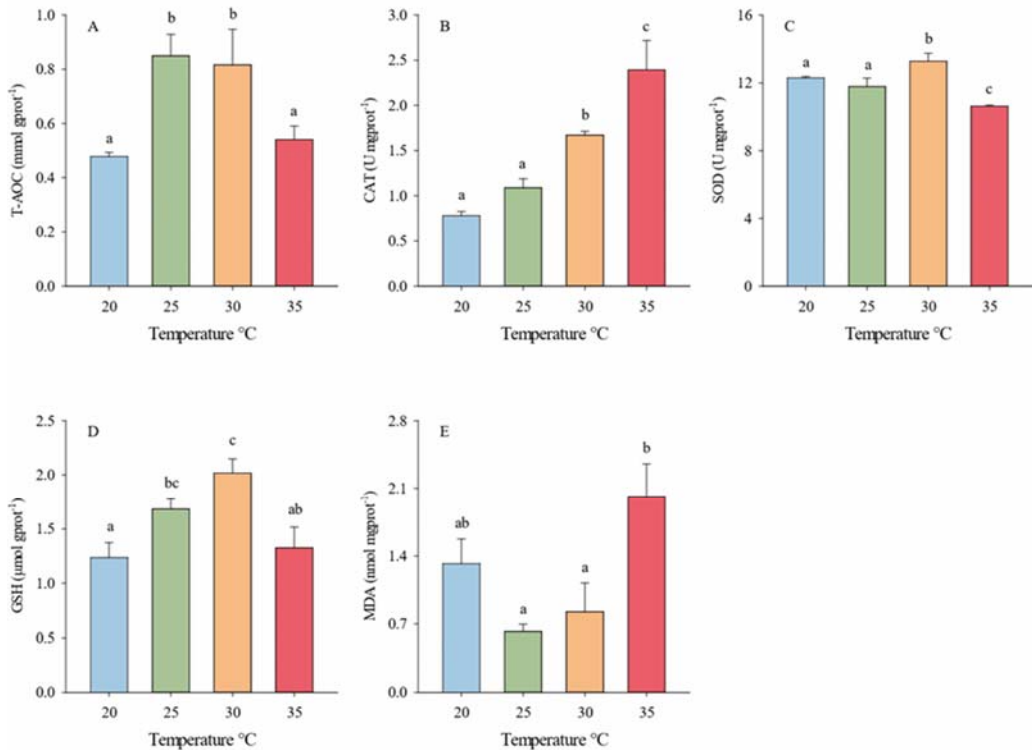 A
T-AOC (mmol gprot⁻¹)
1.0
0.8
0.6
0.4
0.2
0.0
a
b
b
a
20
25
30
35
Temperature °C
B
CAT (U mgprot⁻¹)
3.0
2.5
2.0
1.5
1.0
0.5
0.0
a
a
b
c
20
25
30
35
Temperature °C
C
SOD (U mgprot⁻¹)
16
12
8
4
0
a
a
b
c
20
25
30
35
Temperature °C
D
GSH (µmol gprot⁻¹)
2.5
2.0
1.5
1.0
0.5
0.0
a
bc
c
ab
20
25
30
35
Temperature °C
E
MDA (nmol mgprot⁻¹)
2.8
2.1
1.4
0.7
0.0
ab
a
a
b
20
25
30
35
Temperature °C